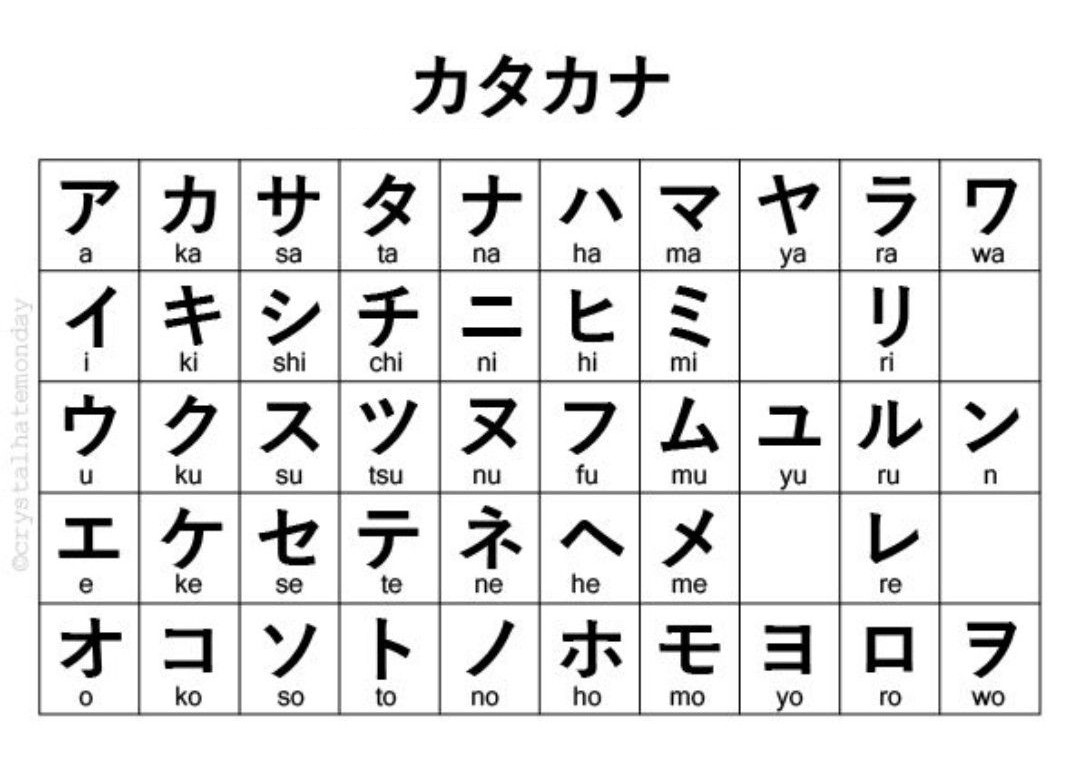 カタカナ
ア カ サ タ ナ ハ マ ヤ ラ ワ
a ka sa ta na ha ma ya ra wa
イ キ シ チ ニ ヒ ミ リ
i ki shi chi ni hi mi ri
ウ ク ス ツ ヌ フ ム ユ ル ン
u ku su tsu nu fu mu yu ru n
エ ケ セ テ ネ ヘ メ レ
e ke se te ne he me re
オ コ ソ ト ノ ホ モ ヨ ロ ヲ
o ko so to no ho mo yo ro wo
©crystalhatemonday